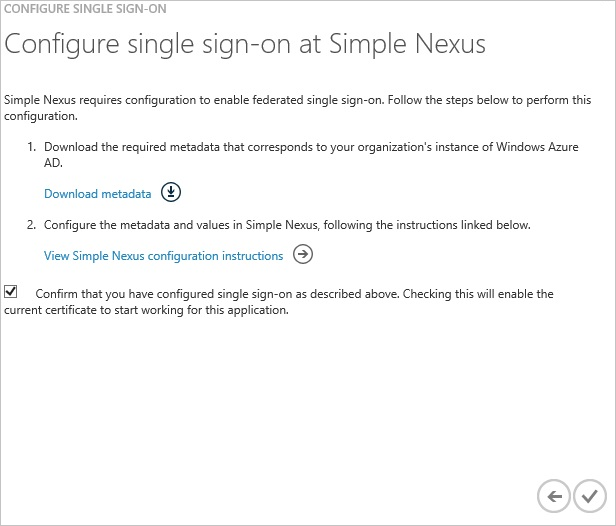 CONFIGURE SINGLE SIGN-ON
Configure single sign-on at Simple Nexus
Simple Nexus requires configuration to enable federated single sign-on. Follow the steps below to perform this
configuration.
1. Download the required metadata that corresponds to your organization's instance of Windows Azure
AD.
Download metadata
2. Configure the metadata and values in Simple Nexus, following the instructions linked below.
View Simple Nexus configuration instructions
Confirm that you have configured single sign-on as described above. Checking this will enable the
current certificate to start working for this application.